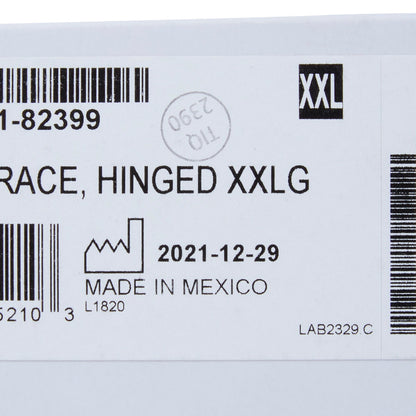 XXL
1-82399
TIQ
2390
RACE, HINGED XXLG
2021-12-29
MADE IN MEXICO
5210 3
L1820
LAB2329 C